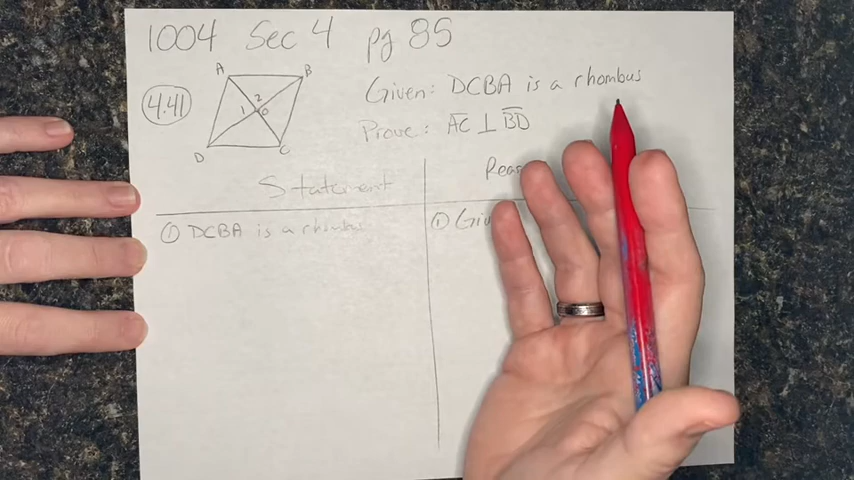 1004 Sec 4 pg 85
4.41
A B
Given: DCBA is a rhombus
2
1 O
Prove: AC ⊥ BD
D C
Statement
① DCBA is a rhombus
①